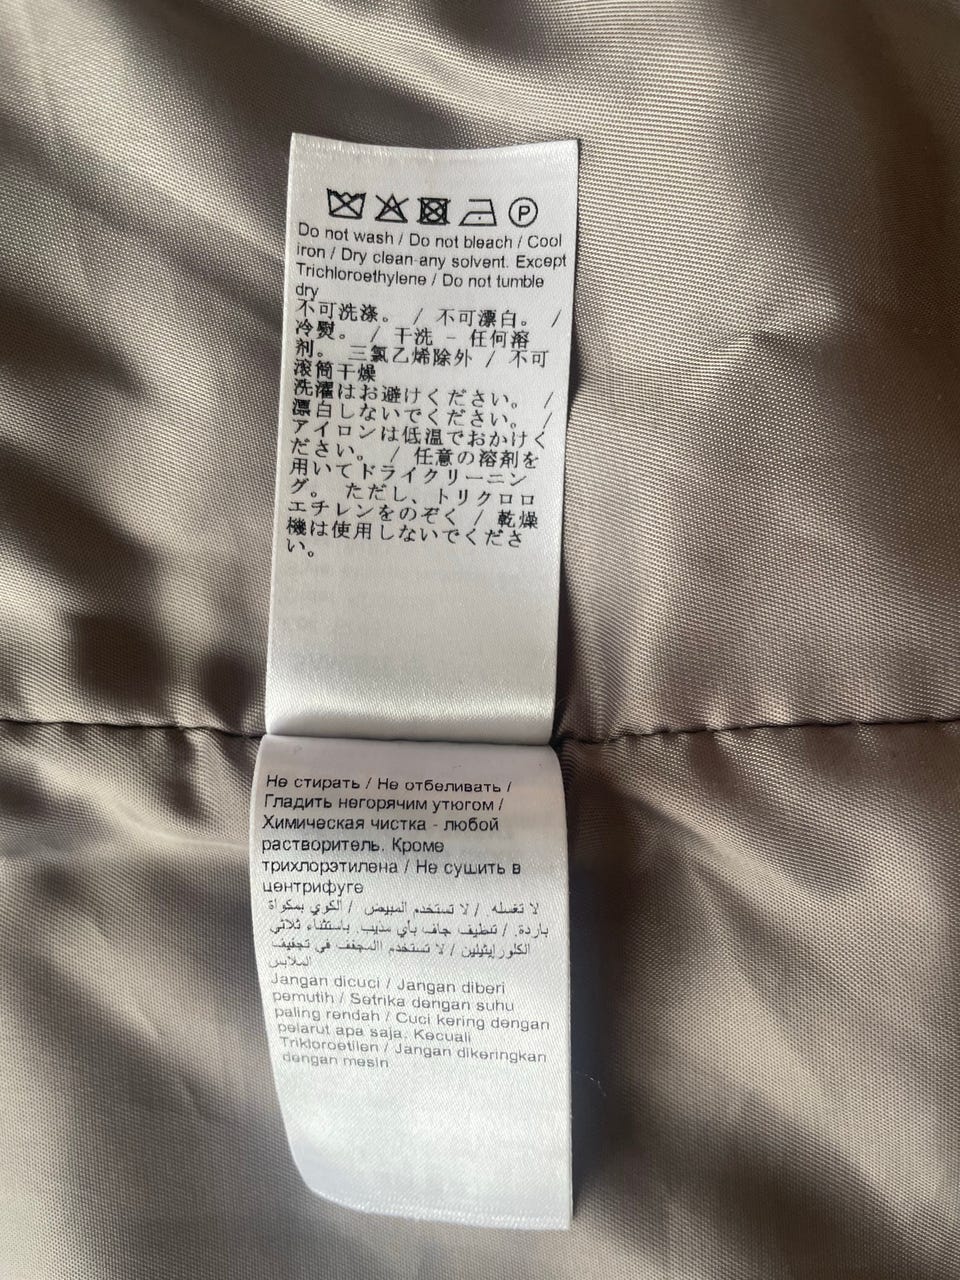 P
Do not wash / Do not bleach / Cool
iron / Dry clean-any solvent. Except
Trichloroethylene / Do not tumble
dry
不可洗涤。 / 不可漂白。 /
冷熨。 / 干洗 - 任何溶
剂。 三氯乙烯除外 / 不可
滚筒干燥
洗濯はお避けください。 /
漂白しないでください。 /
アイロンは低温でおかけく
ださい。 / 任意の溶剤を
用いてドライクリーニン
グ。 ただし、トリクロロ
エチレンをのぞく / 乾燥
機は使用しないでくださ
い。
Не стирать / Не отбеливать /
Гладить негорячим утюгом /
Химическая чистка - любой
растворитель. Кроме
трихлорэтилена / Не сушить в
центрифуге
لا تغسله. / لا تستخدم المبيض. / الكوي بمكواة
باردة. / تنظيف جاف بأي مذيب. باستثناء ثلاثي
الكلورإيثيلين / لا تستخدم االمجفف في تجفيف
الملابس
Jangan dicuci / Jangan diberi
pemutih / Setrika dengan suhu
paling rendah / Cuci kering dengan
pelarut apa saja. Kecuali
Trikloroetilen / Jangan dikeringkan
dengan mesin